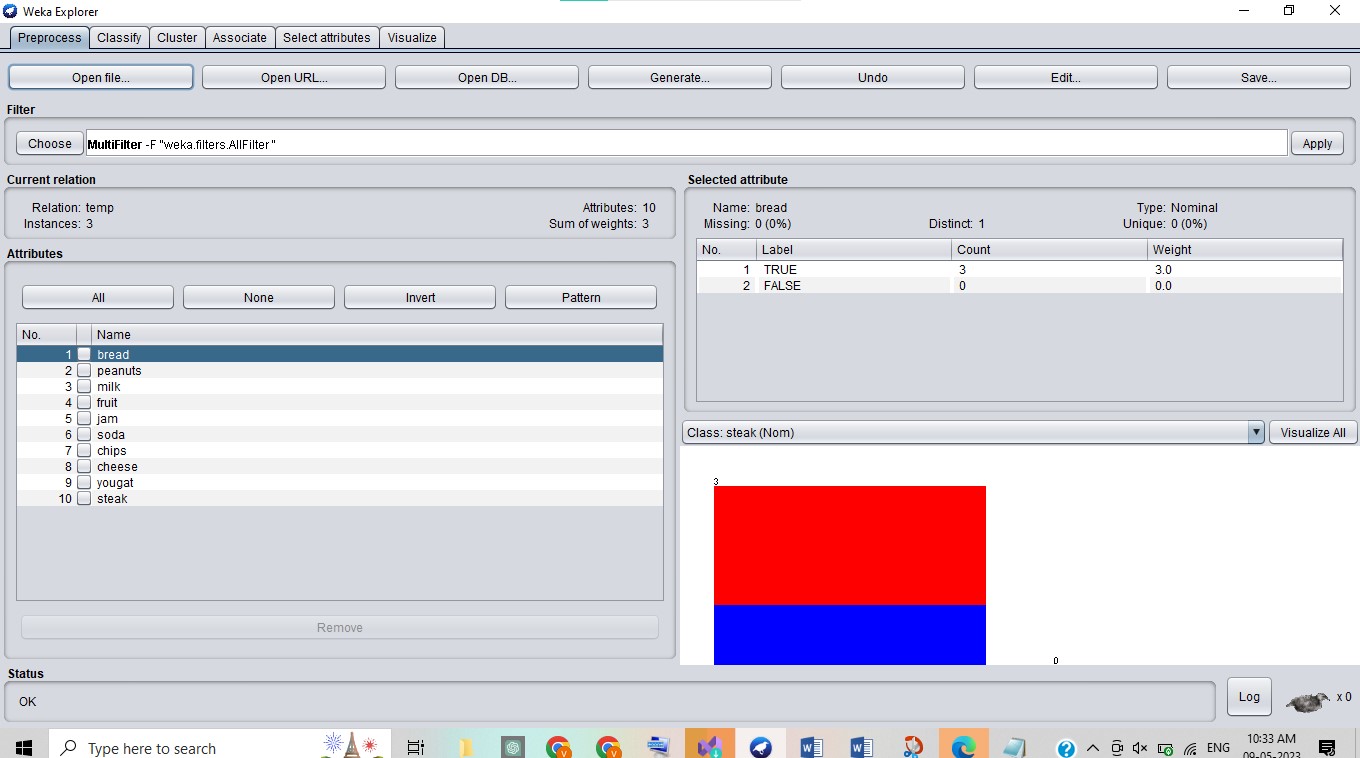 Weka Explorer
Preprocess Classify Cluster Associate Select attributes Visualize
Open file... Open URL... Open DB... Generate... Undo Edit... Save...
Filter
Choose MultiFilter -F "weka.filters.AllFilter" Apply
Current relation
Relation: temp Attributes: 10
Instances: 3 Sum of weights: 3
Attributes
All None Invert Pattern
No. Name
1 bread
2 peanuts
3 milk
4 fruit
5 jam
6 soda
7 chips
8 cheese
9 yougat
10 steak
Remove
Selected attribute
Name: bread Type: Nominal
Missing: 0 (0%) Distinct: 1 Unique: 0 (0%)
No. Label Count Weight
1 TRUE 3 3.0
2 FALSE 0 0.0
Class: steak (Nom) Visualize All
3
0
Status
OK
Log x 0
Type here to search
ENG
10:33 AM
09-05-2023